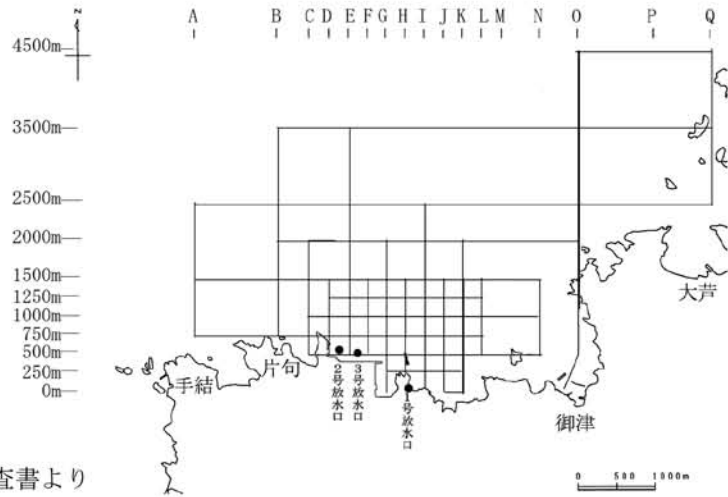 A B C D E F G H I J K L M N O P Q
z
4500m
3500m
2500m
2000m
1500m
1250m
1000m
750m
500m
250m
0m
大芦
片句
手結
2号放水口
3号放水口
1号放水口
御津
査書より
0 500 1000m